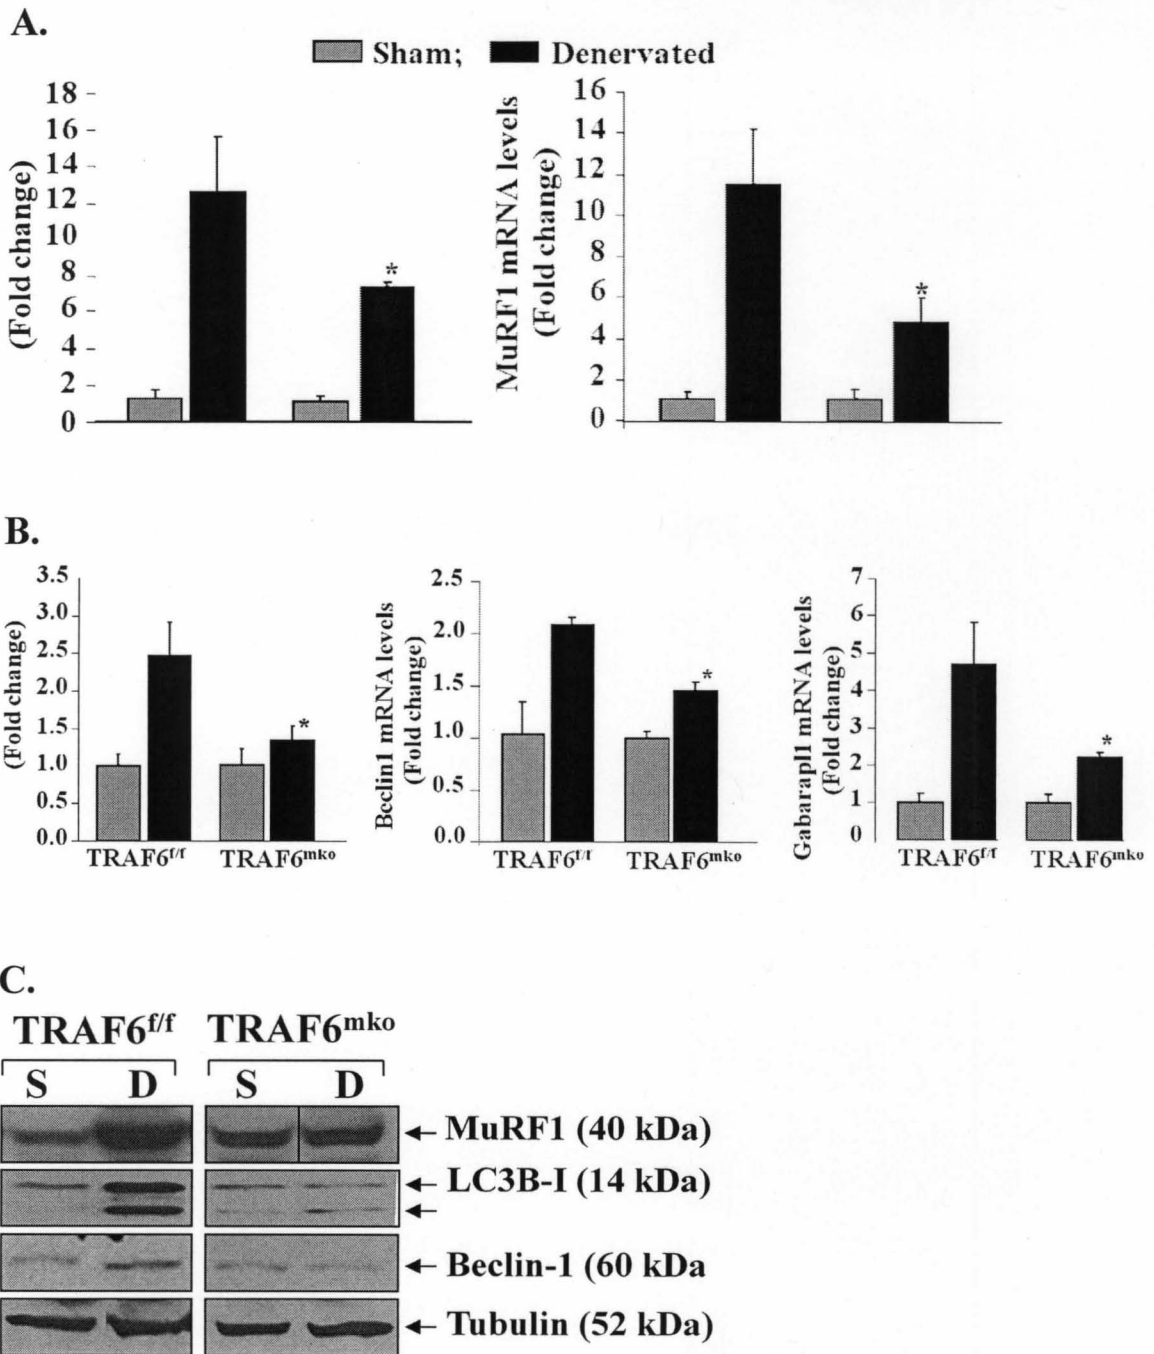 A.
Sham; Denervated
(Fold change)
18
16
14
12
10
8
6
4
2
0
*
MuRF1 mRNA levels
(Fold change)
16
14
12
10
8
6
4
2
0
*
B.
(Fold change)
3.5
3.0
2.5
2.0
1.5
1.0
0.5
0.0
*
TRAF6f/f TRAF6mko
Beclin1 mRNA levels
(Fold change)
2.5
2.0
1.5
1.0
0.5
0.0
*
TRAF6f/f TRAF6mko
Gabarapl1 mRNA levels
(Fold change)
7
6
5
4
3
2
1
0
*
TRAF6f/f TRAF6mko
C.
TRAF6f/f TRAF6mko
S D S D
← MuRF1 (40 kDa)
← LC3B-I (14 kDa)
←
← Beclin-1 (60 kDa
← Tubulin (52 kDa)